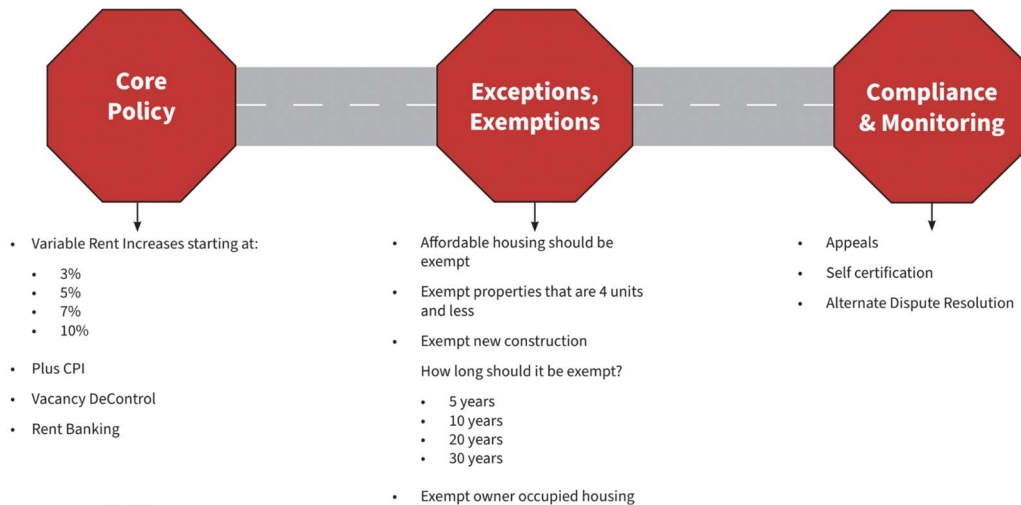 Core
Policy
• Variable Rent Increases starting at:
• 3%
• 5%
• 7%
• 10%
• Plus CPI
• Vacancy DeControl
• Rent Banking
Exceptions,
Exemptions
• Affordable housing should be
exempt
• Exempt properties that are 4 units
and less
• Exempt new construction
How long should it be exempt?
• 5 years
• 10 years
• 20 years
• 30 years
• Exempt owner occupied housing
Compliance
& Monitoring
• Appeals
• Self certification
• Alternate Dispute Resolution